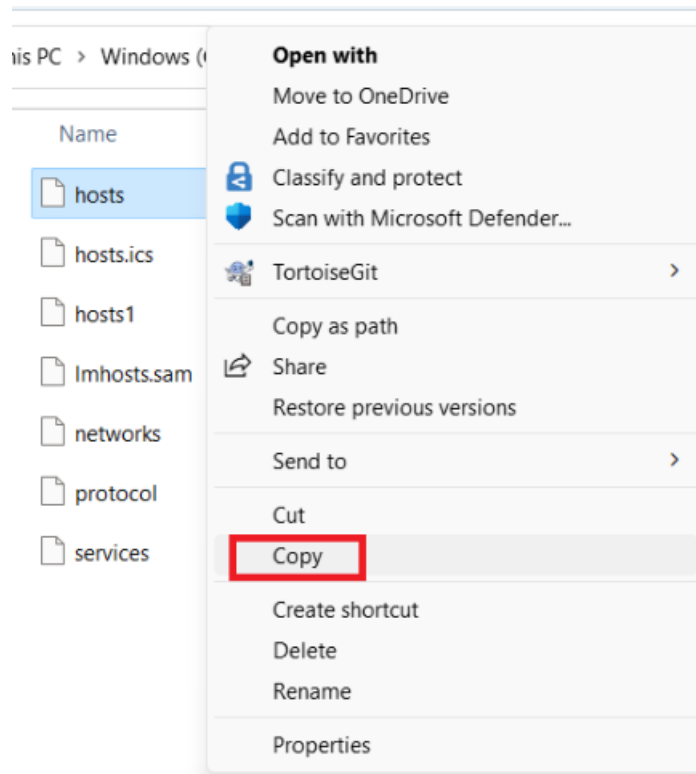 his PC > Windows (
Name
hosts
hosts.ics
hosts1
lmhosts.sam
networks
protocol
services
Open with
Move to OneDrive
Add to Favorites
Classify and protect
Scan with Microsoft Defender...
TortoiseGit >
Copy as path
Share
Restore previous versions
Send to >
Cut
Copy
Create shortcut
Delete
Rename
Properties